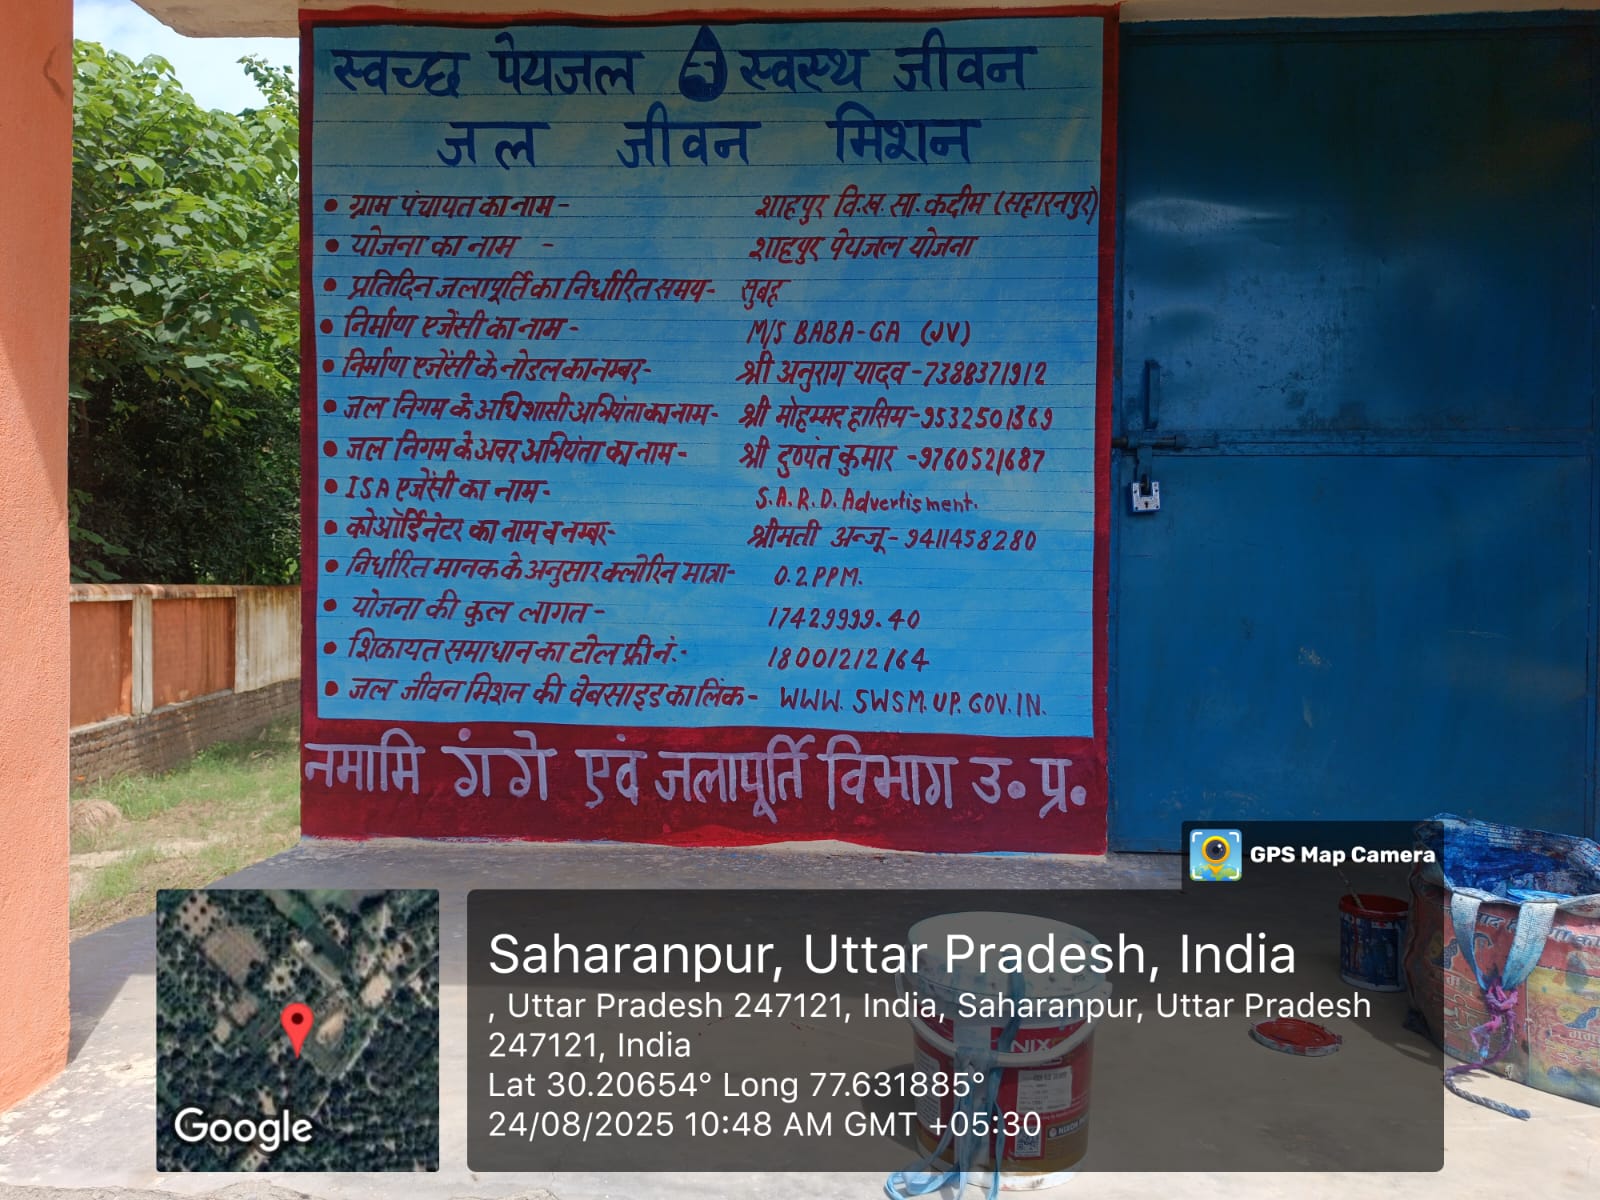 स्वच्छ पेयजल स्वस्थ जीवन
जल जीवन मिशन
• ग्राम पंचायत का नाम - शाहपुर वि.ख. सा. कदीम (सहारनपुर)
• योजना का नाम - शाहपुर पेयजल योजना
• प्रतिदिन जलापूर्ति का निर्धारित समय- सुबह
• निर्माण एजेंसी का नाम - M/S BABA-GA (JV)
• निर्माण एजेंसी के नोडल का नम्बर- श्री अनुराग यादव -7388371912
• जल निगम के अधिशासी अभियंता का नाम- श्री मोहम्मद हासिम -9532501369
• जल निगम के अवर अभियंता का नाम - श्री दुष्यंत कुमार -9760521687
• ISA एजेंसी का नाम- S.A.R.D. Advertisment.
• कोऑर्डिनेटर का नाम व नम्बर- श्रीमती अन्जू - 9411458280
• निर्धारित मानक के अनुसार क्लोरिन मात्रा- 0.2 PPM.
• योजना की कुल लागत - 17429999.40
• शिकायत समाधान का टोल फ्री नं.- 18001212164
• जल जीवन मिशन की वेबसाइड का लिंक- WWW. SWSM. UP. GOV. IN.
नमामि गंगे एवं जलापूर्ति विभाग उ. प्र.
GPS Map Camera
Saharanpur, Uttar Pradesh, India
, Uttar Pradesh 247121, India, Saharanpur, Uttar Pradesh
247121, India
Lat 30.20654° Long 77.631885°
24/08/2025 10:48 AM GMT +05:30
Google
NIX